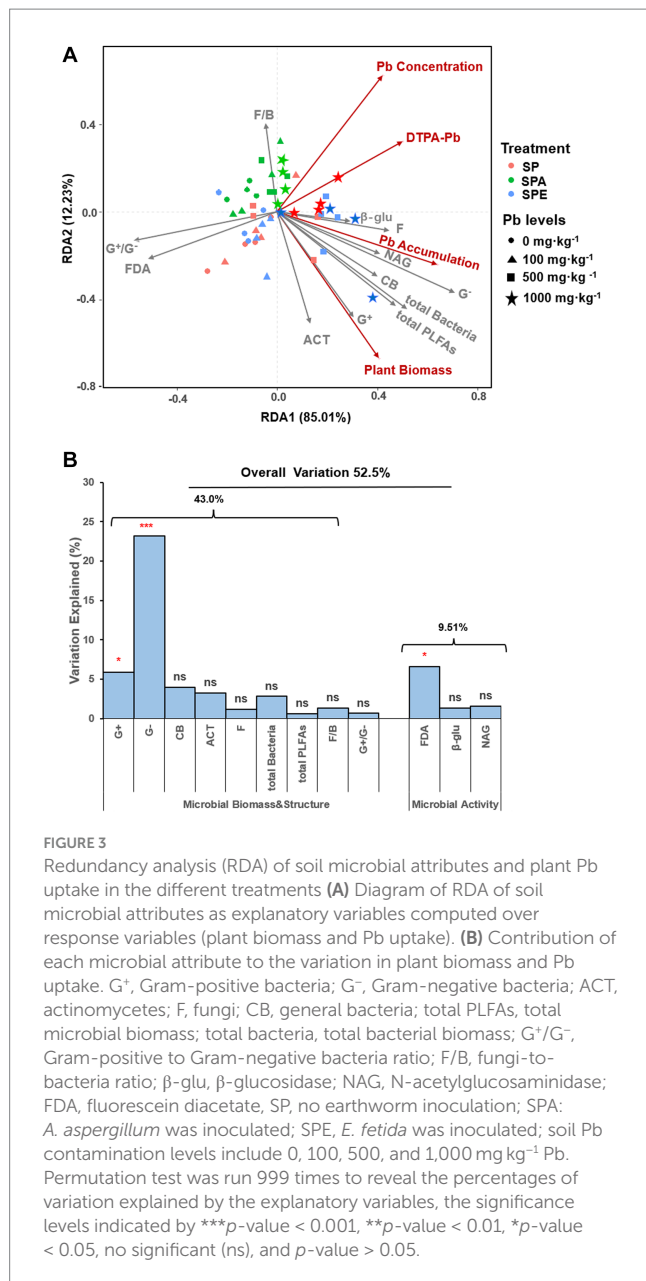 A
Pb Concentration
F/B
0.4
DTPA-Pb
Treatment
SP
SPA
SPE
Pb levels
0 mg·kg⁻¹
100 mg·kg⁻¹
500 mg·kg ⁻¹
1000 mg·kg⁻¹
RDA2 (12.23%)
0.0
β-glu
F
G⁺/G⁻
FDA
Pb Accumulation
NAG
CB
G⁻
total Bacteria
total PLFAs
-0.4
G⁺
ACT
Plant Biomass
-0.8
-0.4
0.0
0.4
0.8
RDA1 (85.01%)
B
Overall Variation 52.5%
30
43.0%
25
***
20
Variation Explained (%)
15
10
9.51%
*
*
5
ns
ns
ns
ns
ns
ns
ns
ns
ns
0
G+
G-
CB
ACT
F
total Bacteria
total PLFAs
F/B
G+/G-
FDA
β-glu
NAG
Microbial Biomass&Structure
Microbial Activity
FIGURE 3
Redundancy analysis (RDA) of soil microbial attributes and plant Pb
uptake in the different treatments (A) Diagram of RDA of soil
microbial attributes as explanatory variables computed over
response variables (plant biomass and Pb uptake). (B) Contribution of
each microbial attribute to the variation in plant biomass and Pb
uptake. G⁺, Gram-positive bacteria; G⁻, Gram-negative bacteria; ACT,
actinomycetes; F, fungi; CB, general bacteria; total PLFAs, total
microbial biomass; total bacteria, total bacterial biomass; G⁺/G⁻,
Gram-positive to Gram-negative bacteria ratio; F/B, fungi-to-
bacteria ratio; β-glu, β-glucosidase; NAG, N-acetylglucosaminidase;
FDA, fluorescein diacetate, SP, no earthworm inoculation; SPA:
A. aspergillum was inoculated; SPE, E. fetida was inoculated; soil Pb
contamination levels include 0, 100, 500, and 1,000 mg kg⁻¹ Pb.
Permutation test was run 999 times to reveal the percentages of
variation explained by the explanatory variables, the significance
levels indicated by ***p-value < 0.001, **p-value < 0.01, *p-value
< 0.05, no significant (ns), and p-value > 0.05.